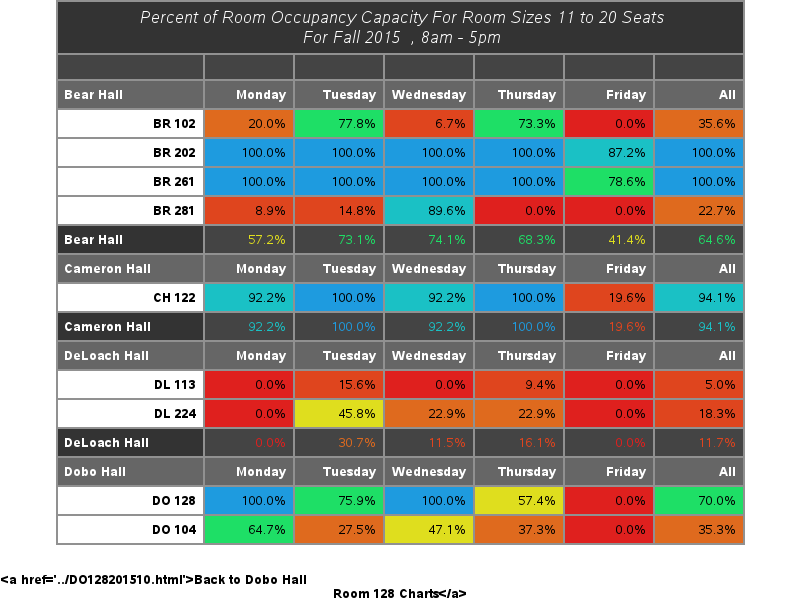 Percent of Room Occupancy Capacity For Room Sizes 11 to 20 Seats
For Fall 2015 , 8am - 5pm
Bear Hall Monday Tuesday Wednesday Thursday Friday All
BR 102 20.0% 77.8% 6.7% 73.3% 0.0% 35.6%
BR 202 100.0% 100.0% 100.0% 100.0% 87.2% 100.0%
BR 261 100.0% 100.0% 100.0% 100.0% 78.6% 100.0%
BR 281 8.9% 14.8% 89.6% 0.0% 0.0% 22.7%
Bear Hall 57.2% 73.1% 74.1% 68.3% 41.4% 64.6%
Cameron Hall Monday Tuesday Wednesday Thursday Friday All
CH 122 92.2% 100.0% 92.2% 100.0% 19.6% 94.1%
Cameron Hall 92.2% 100.0% 92.2% 100.0% 19.6% 94.1%
DeLoach Hall Monday Tuesday Wednesday Thursday Friday All
DL 113 0.0% 15.6% 0.0% 9.4% 0.0% 5.0%
DL 224 0.0% 45.8% 22.9% 22.9% 0.0% 18.3%
DeLoach Hall 0.0% 30.7% 11.5% 16.1% 0.0% 11.7%
Dobo Hall Monday Tuesday Wednesday Thursday Friday All
DO 128 100.0% 75.9% 100.0% 57.4% 0.0% 70.0%
DO 104 64.7% 27.5% 47.1% 37.3% 0.0% 35.3%
<a href='../DO128201510.html'>Back to Dobo Hall
Room 128 Charts</a>